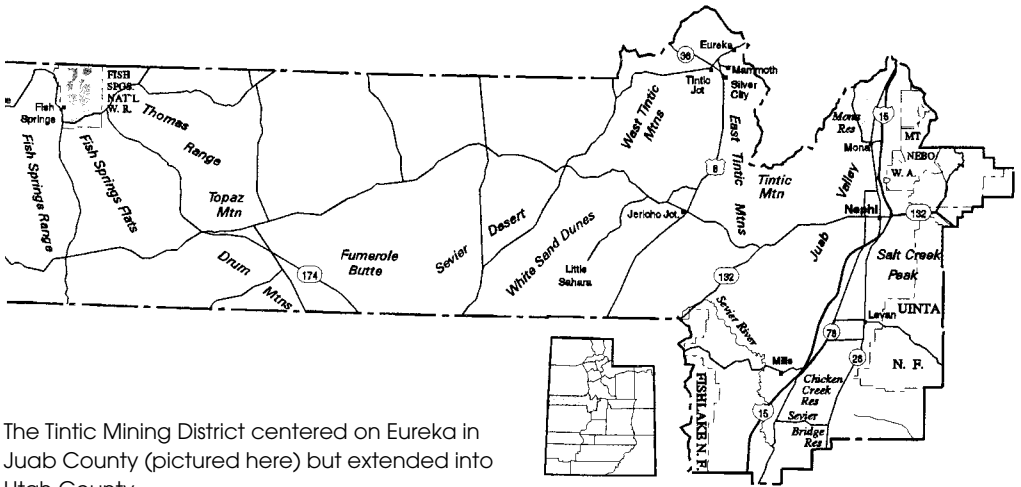 36
Eureka
Mammoth
Tintic
Jct
Silver
City
FISH
SPGS.
NAT'L
W. R.
Fish
Springs
Thomas
Range
West Tintic
Mtns
East Tintic
Mtns
Mona
Res
15
Mona
MT
NEBO
W. A.
Fish Springs Range
Fish Springs Flats
6
Tintic
Mtn
Valley
Juab
Topaz
Mtn
Desert
Sevier
Jericho Jct.
Nephi
132
White Sand Dunes
Drum
Mtns
174
Fumerole
Butte
Little
Sahara
132
Salt Creek
Peak
Sevier River
UINTA
Levan
78
N. F.
Mills
28
FISHLAKE N. F.
Chicken
Creek
Res
15
Sevier
Bridge
Res
The Tintic Mining District centered on Eureka in
Juab County (pictured here) but extended into
Utah County